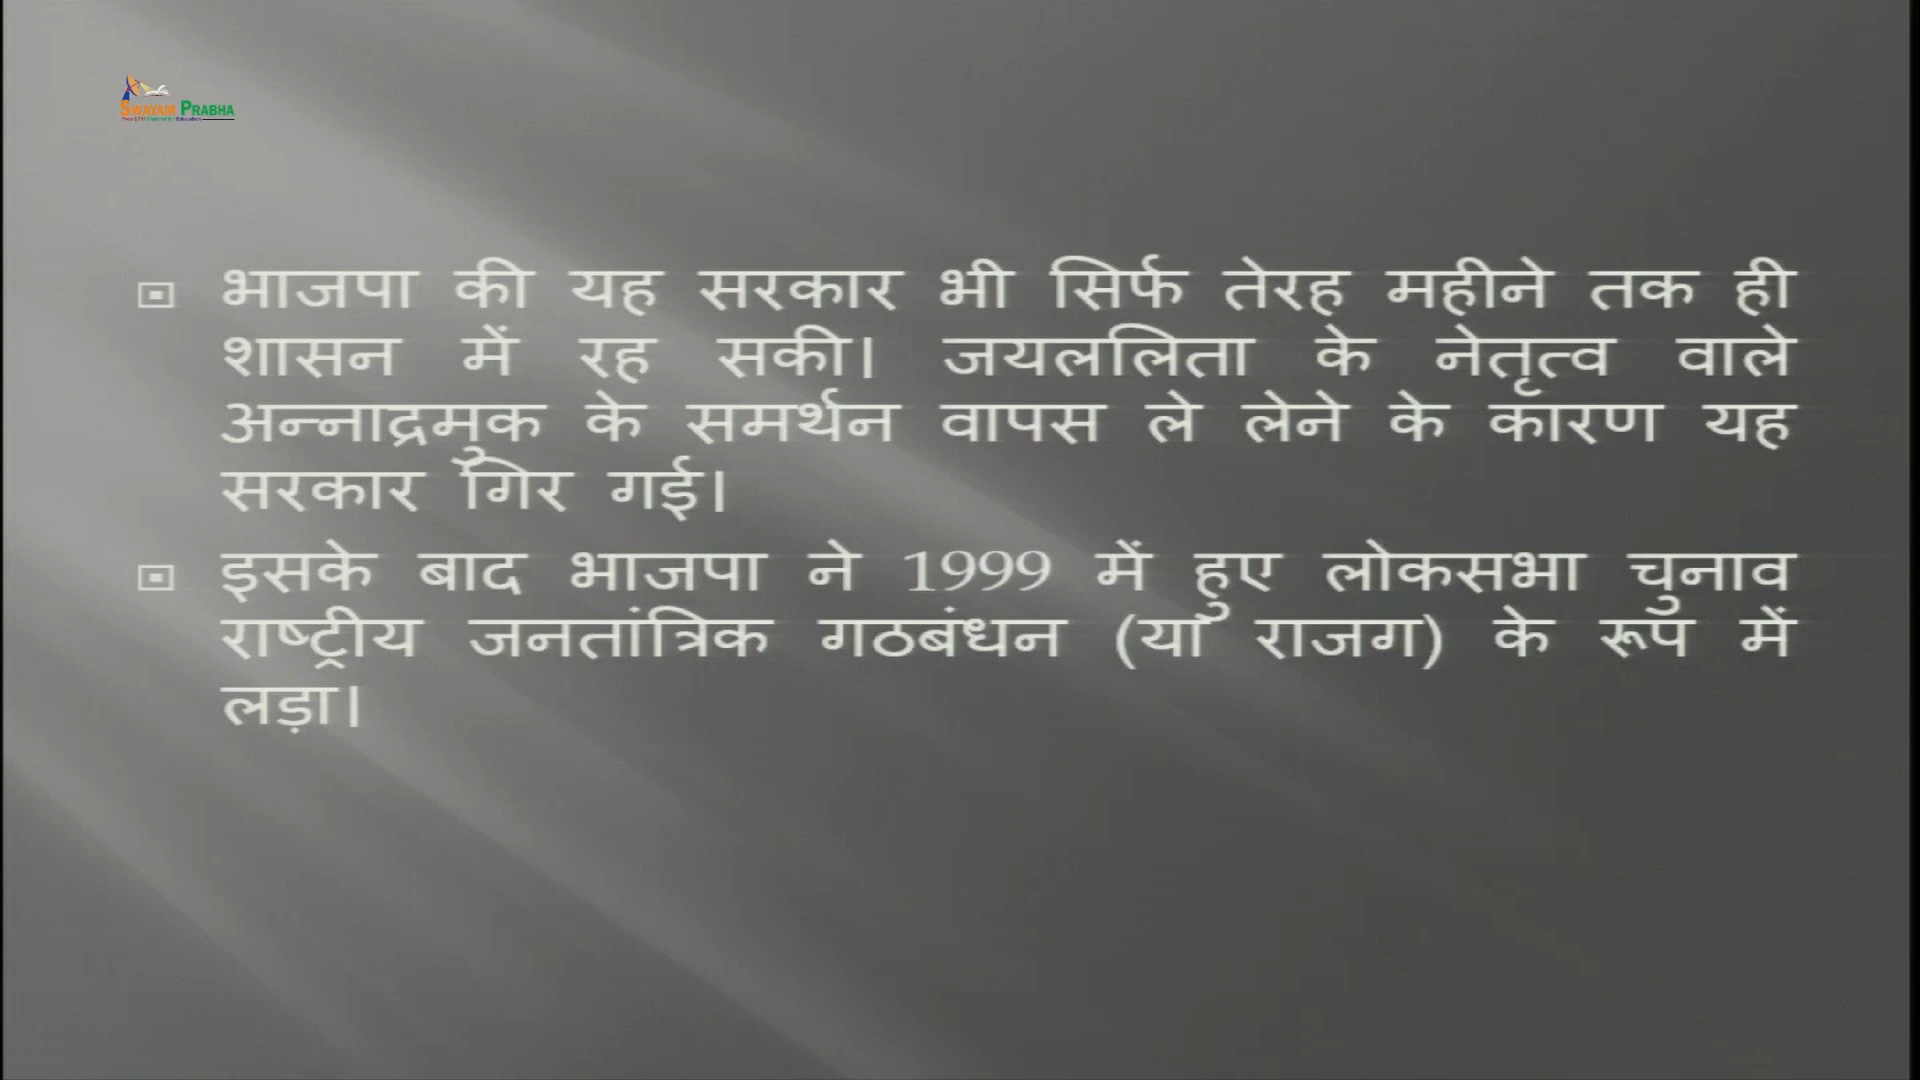 SWAYAM PRABHA
भाजपा की यह सरकार भी सिर्फ तेरह महीने तक ही
शासन में रह सकी। जयललिता के नेतृत्व वाले
अन्नाद्रमुक के समर्थन वापस ले लेने के कारण यह
सरकार गिर गई।
इसके बाद भाजपा ने 1999 में हुए लोकसभा चुनाव
राष्ट्रीय जनतांत्रिक गठबंधन (या राजग) के रूप में
लड़ा।